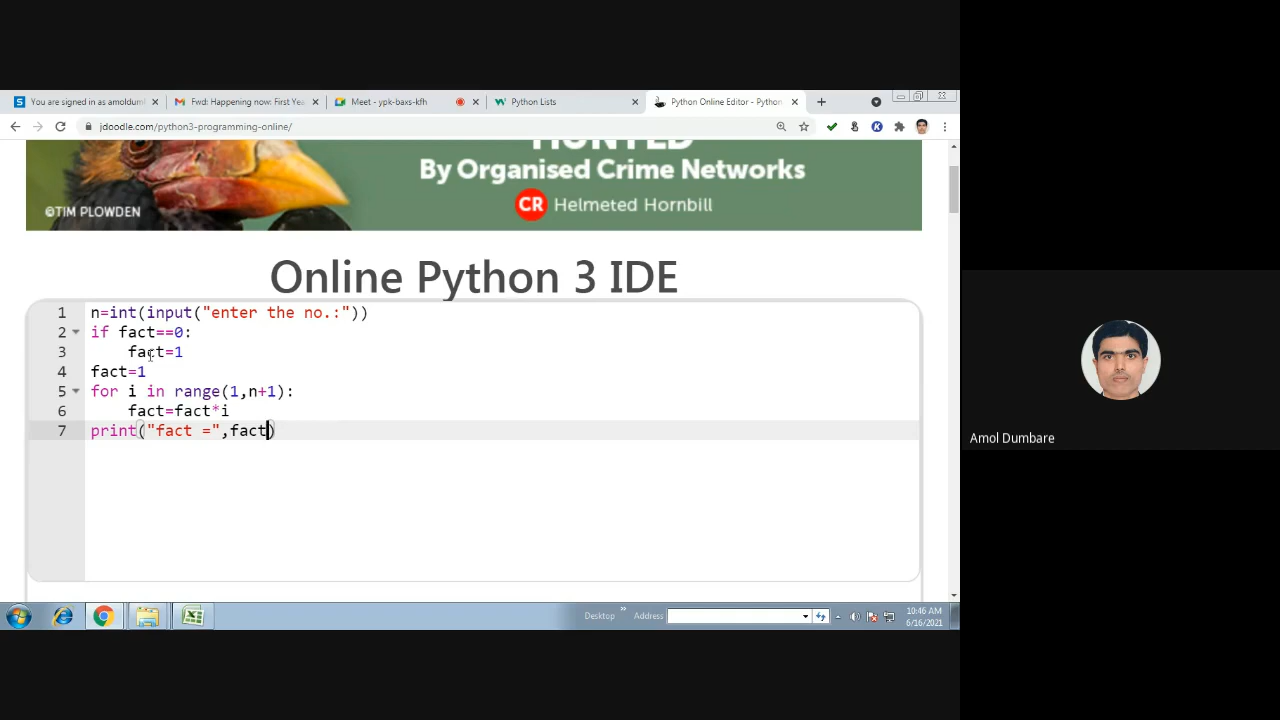 You are signed in as amoldum
Fwd: Happening now: First Yea
Meet - ypk-baxs-kfh
Python Lists
Python Online Editor - Python
jdoodle.com/python3-programming-online/
HUNTED
By Organised Crime Networks
©TIM PLOWDEN
CR Helmeted Hornbill
Online Python 3 IDE
1 n=int(input("enter the no.:"))
2 if fact==0:
3 fact=1
4 fact=1
5 for i in range(1,n+1):
6 fact=fact*i
7 print("fact =",fact)
Amol Dumbare
Desktop » Address
10:46 AM
6/16/2021